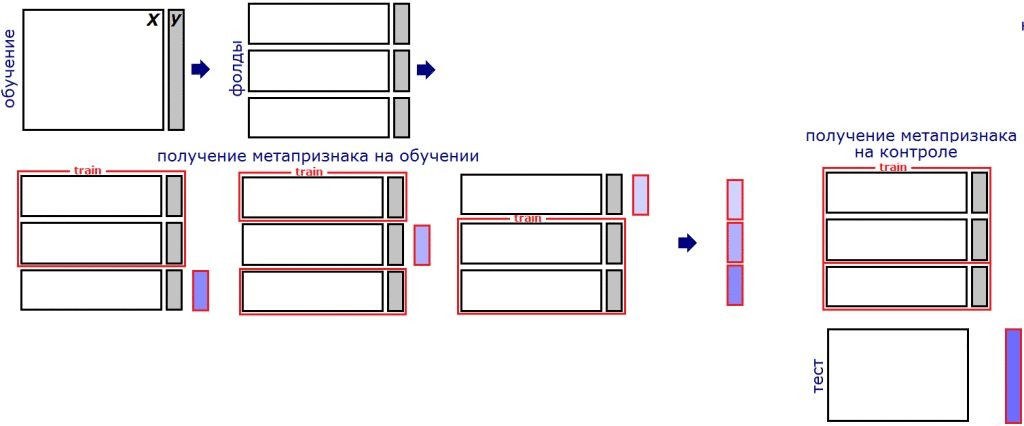 обучение
X
y
фолды
получение метапризнака на обучении
train
train
train
получение метапризнака
на контроле
train
тест